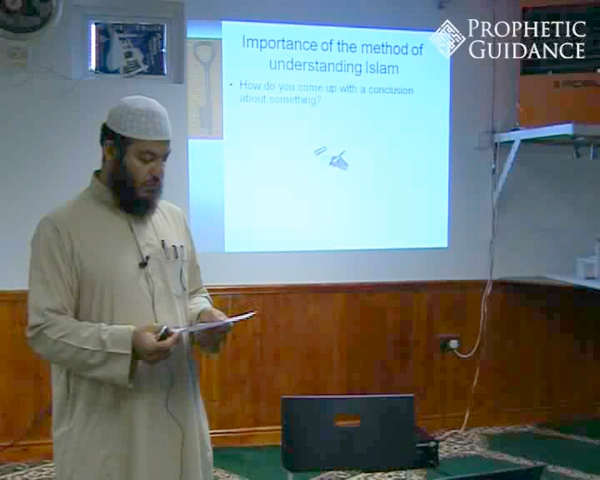 PROPHETIC
GUIDANCE
Importance of the method of
understanding Islam
• How do you come up with a conclusion
about something?